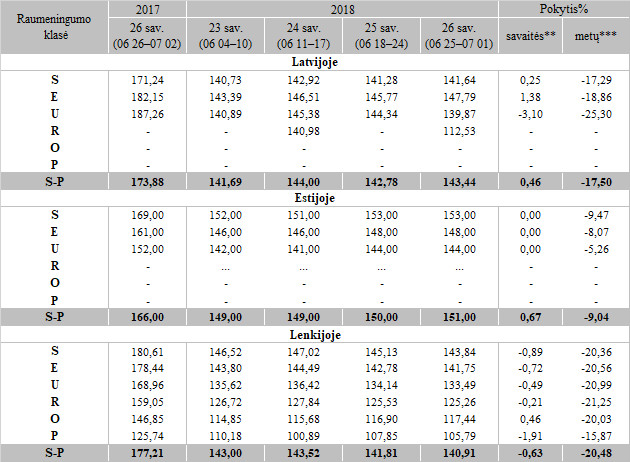 Raumeningumo klasė 2017 2018 Pokytis%
26 sav. (06 26–07 02) 23 sav. (06 04–10) 24 sav. (06 11–17) 25 sav. (06 18–24) 26 sav. (06 25–07 01) savaitės** metų***
Latvijoje
S 171,24 140,73 142,92 141,28 141,64 0,25 -17,29
E 182,15 143,39 146,51 145,77 147,79 1,38 -18,86
U 187,26 140,89 145,38 144,34 139,87 -3,10 -25,30
R - - 140,98 - 112,53 - -
O - - - - - - -
P - - - - - - -
S-P 173,88 141,69 144,00 142,78 143,44 0,46 -17,50
Estijoje
S 169,00 152,00 151,00 153,00 153,00 0,00 -9,47
E 161,00 146,00 146,00 148,00 148,00 0,00 -8,07
U 152,00 142,00 141,00 144,00 144,00 0,00 -5,26
R - ... ... ... ... - -
O - - - - - - -
P - - - - - - -
S-P 166,00 149,00 149,00 150,00 151,00 0,67 -9,04
Lenkijoje
S 180,61 146,52 147,02 145,13 143,84 -0,89 -20,36
E 178,44 143,80 144,49 142,78 141,75 -0,72 -20,56
U 168,96 135,62 136,42 134,14 133,49 -0,49 -20,99
R 159,05 126,72 127,84 125,53 125,26 -0,21 -21,25
O 146,85 114,85 115,68 116,90 117,44 0,46 -20,03
P 125,74 110,18 100,89 107,85 105,79 -1,91 -15,87
S-P 177,21 143,00 143,52 141,81 140,91 -0,63 -20,48